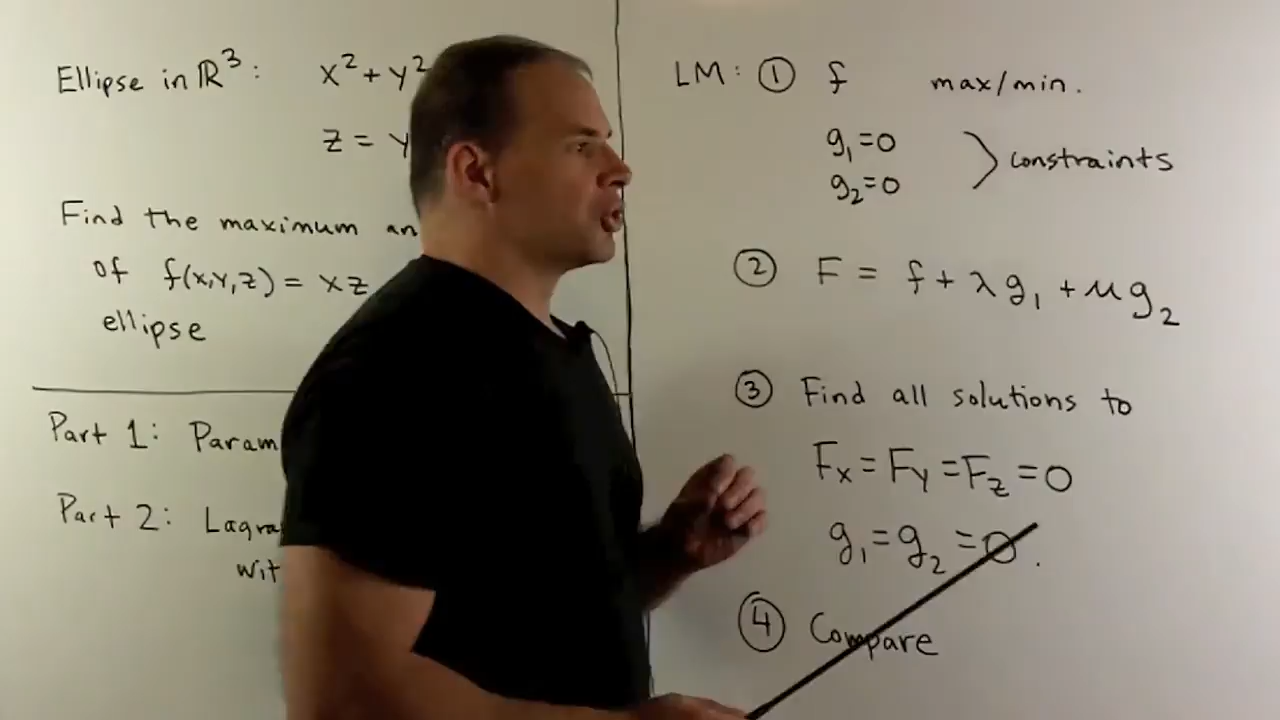 Ellipse in ℝ³: x² + y²
z = y
Find the maximum an
of f(x,y,z) = xz
ellipse
Part 1: Param
Part 2: Lagra
wit
LM: ① f max/min.
g₁=0
g₂=0 } constraints
② F = f + λg₁ + μg₂
③ Find all solutions to
Fx = Fy = Fz = 0
g₁ = g₂ = 0.
④ Compare